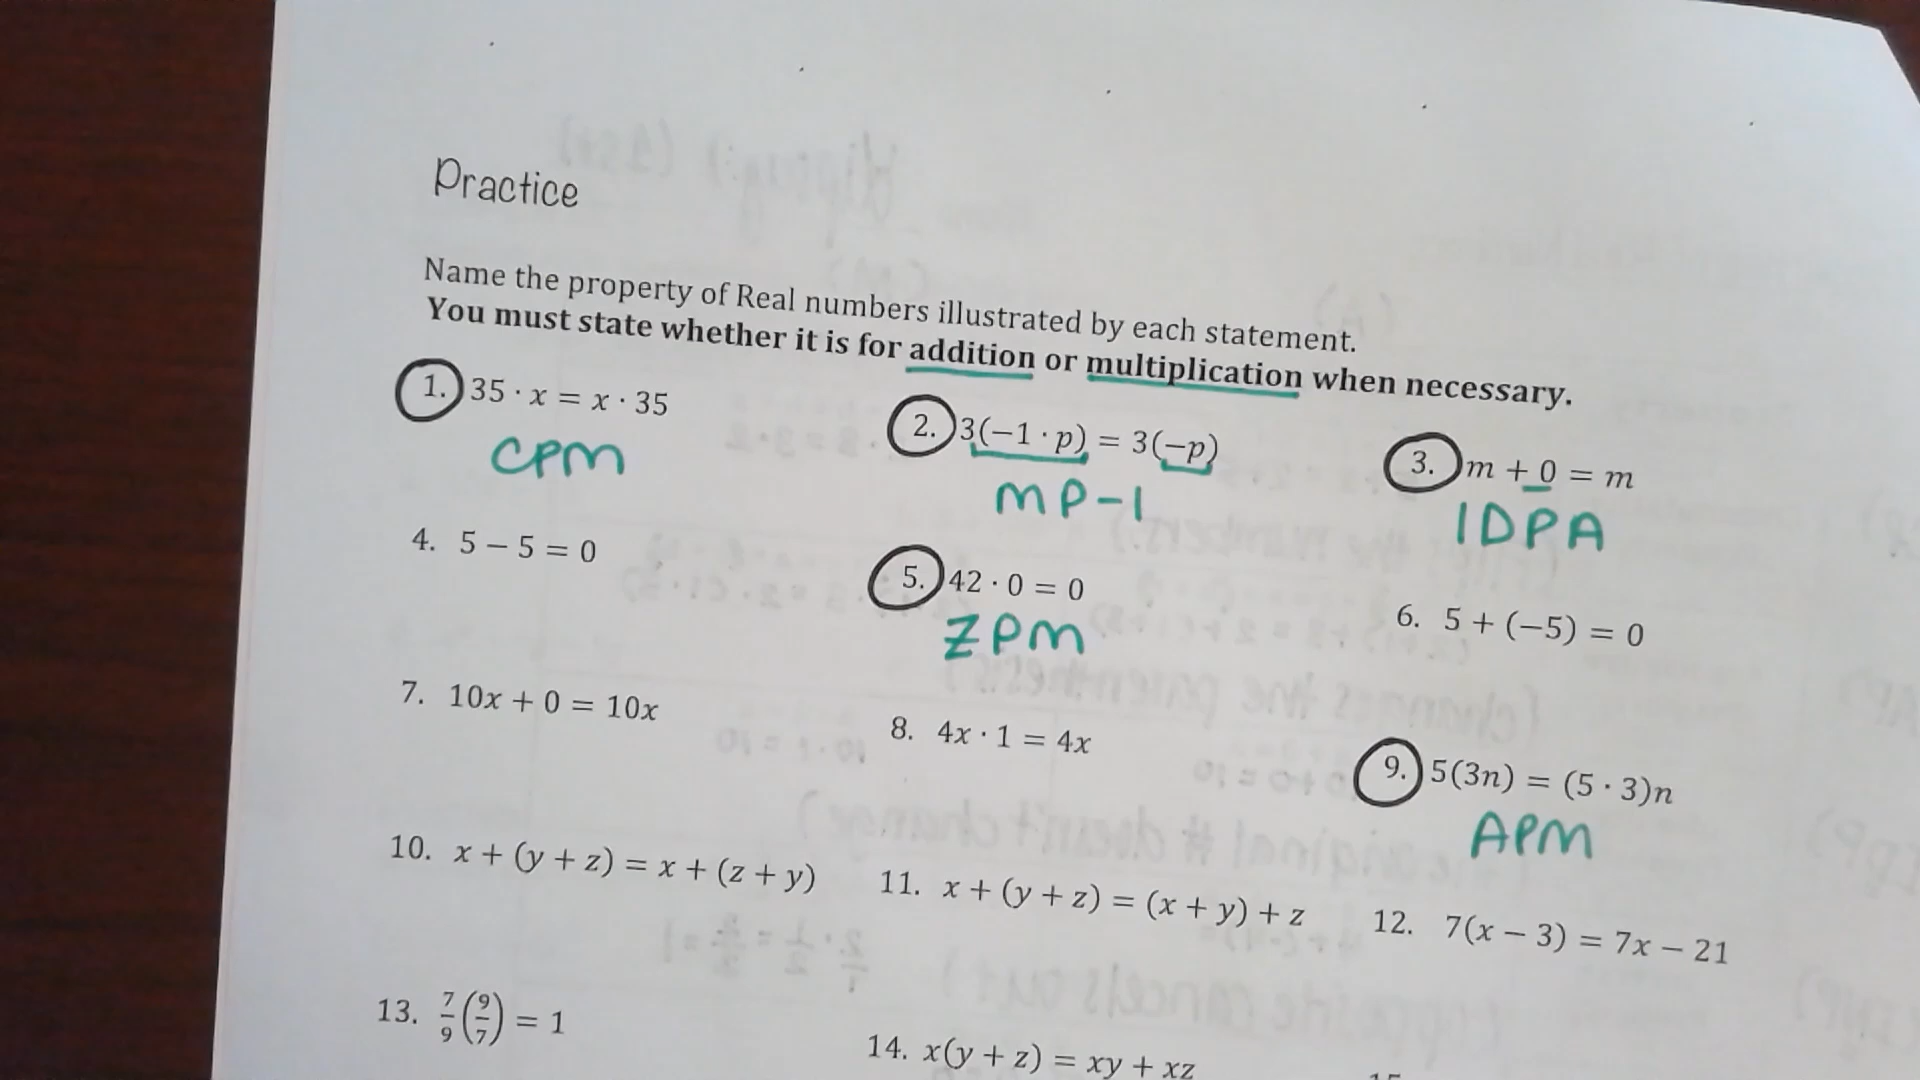 Practice
Name the property of Real numbers illustrated by each statement.
You must state whether it is for addition or multiplication when necessary.
1. 35 · x = x · 35
CPM
2. 3(−1 · p) = 3(−p)
MP-1
3. m + 0 = m
IDPA
4. 5 − 5 = 0
5. 42 · 0 = 0
ZPM
6. 5 + (−5) = 0
7. 10x + 0 = 10x
8. 4x · 1 = 4x
9. 5(3n) = (5 · 3)n
APM
10. x + (y + z) = x + (z + y)
11. x + (y + z) = (x + y) + z
12. 7(x − 3) = 7x − 21
13. 7/9 (9/7) = 1
14. x(y + z) = xy + xz